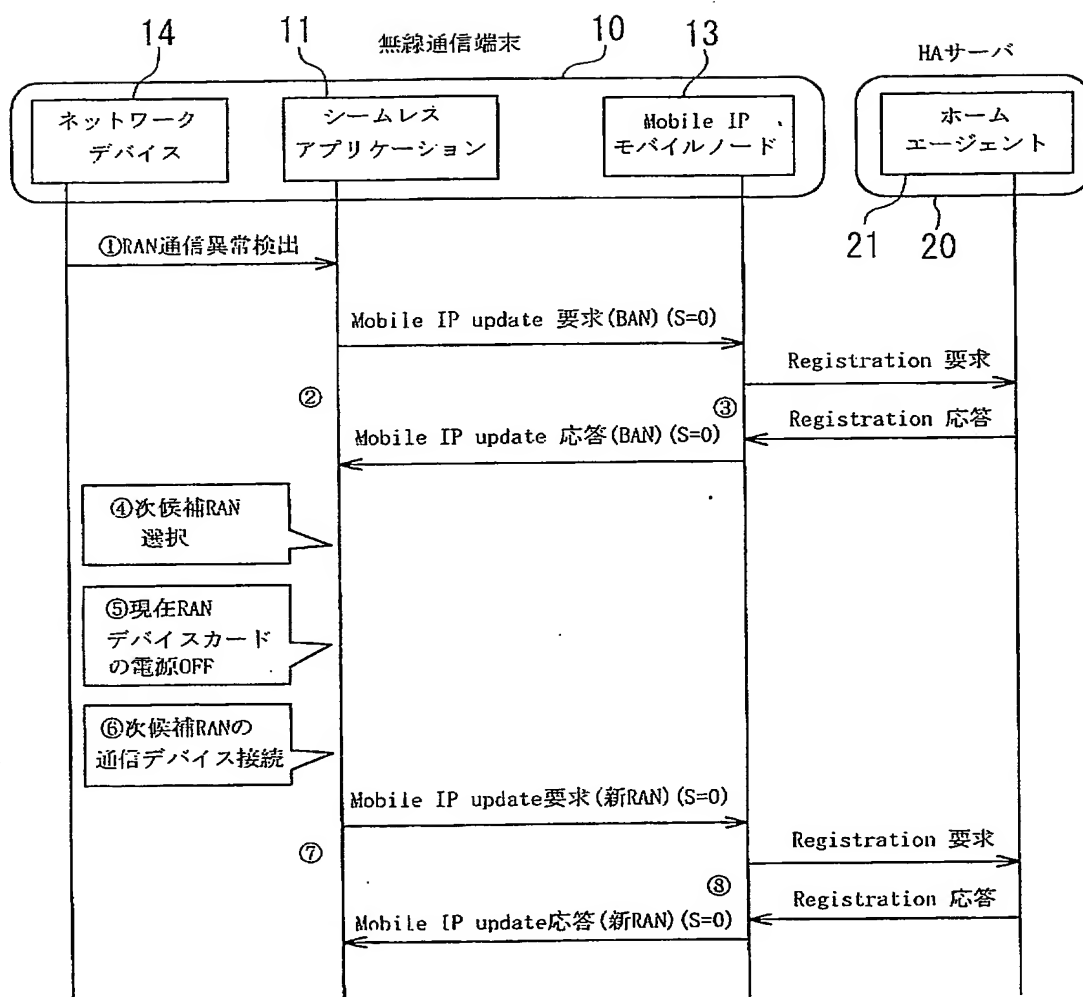 14
11
無線通信端末
10
13
HAサーバ
ネットワーク
デバイス
シームレス
アプリケーション
Mobile IP
モバイルノード
ホーム
エージェント
21
20
①RAN通信異常検出
Mobile IP update 要求(BAN)(S=0)
Registration 要求
②
③
Registration 応答
Mobile IP update 応答(BAN)(S=0)
④次候補RAN
選択
⑤現在RAN
デバイスカード
の電源OFF
⑥次候補RANの
通信デバイス接続
Mobile IP update要求(新RAN)(S=0)
Registration 要求
⑦
⑧
Registration 応答
Mobile IP update応答(新RAN)(S=0)